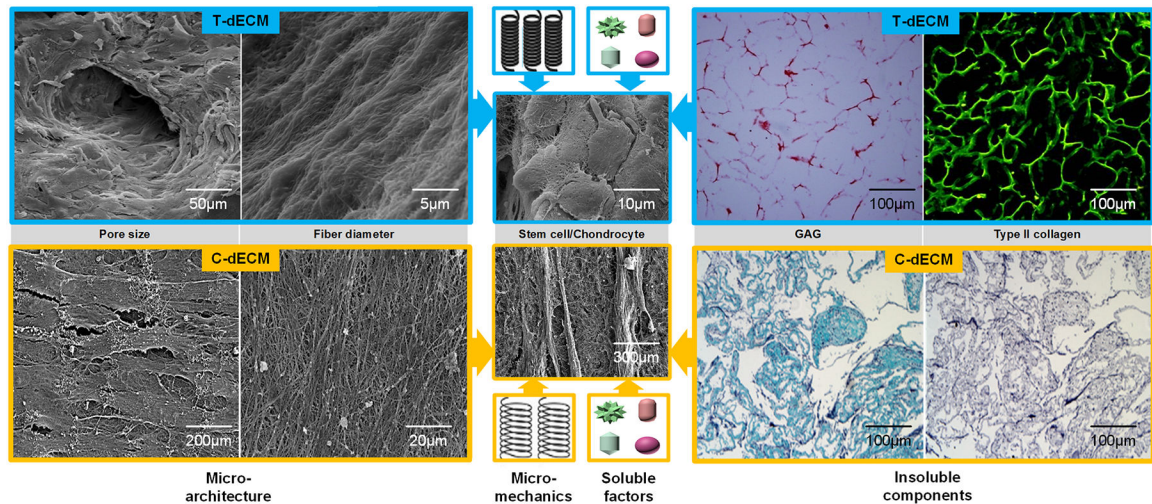 T-dECM
T-dECM
50µm
5µm
10µm
100µm
100µm
Pore size
Fiber diameter
Stem cell/Chondrocyte
GAG
Type II collagen
C-dECM
C-dECM
200µm
20µm
300µm
100µm
100µm
Micro-
architecture
Micro-
mechanics
Soluble
factors
Insoluble
components